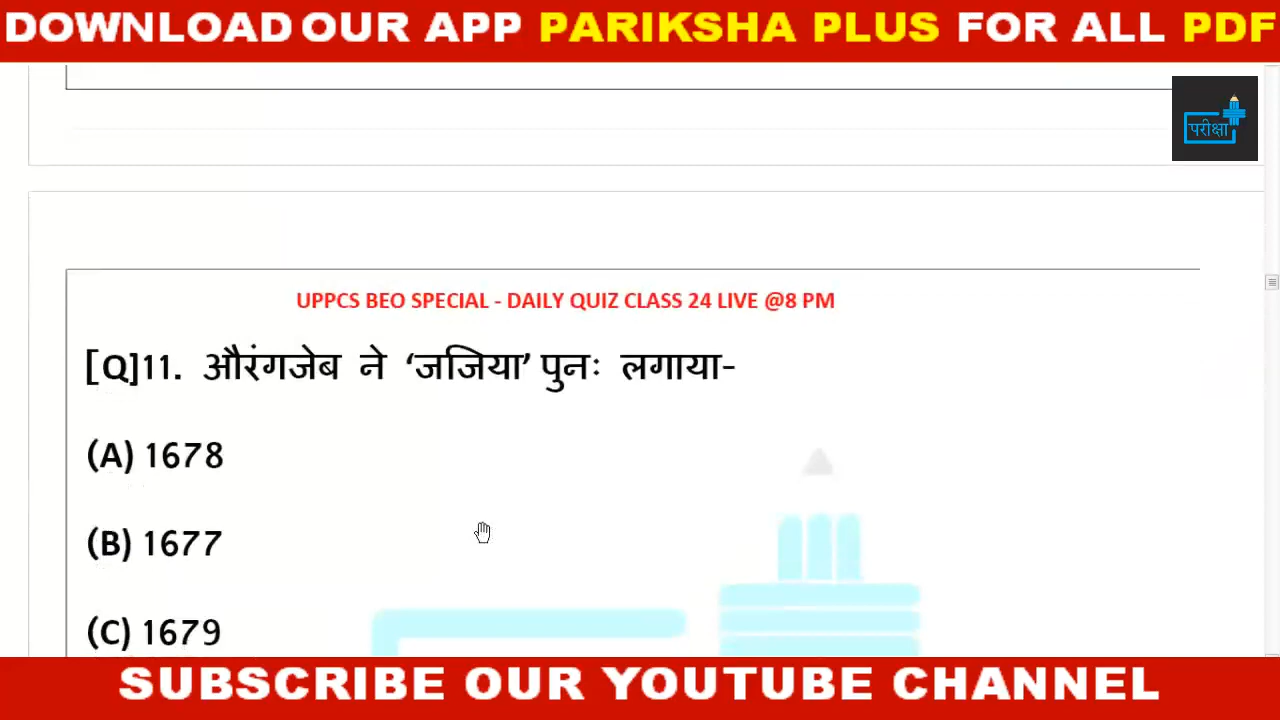 DOWNLOAD OUR APP PARIKSHA PLUS FOR ALL PDF
परीक्षा
UPPCS BEO SPECIAL - DAILY QUIZ CLASS 24 LIVE @8 PM
[Q]11. औरंगजेब ने ‘जजिया’ पुनः लगाया-
(A) 1678
(B) 1677
(C) 1679
SUBSCRIBE OUR YOUTUBE CHANNEL